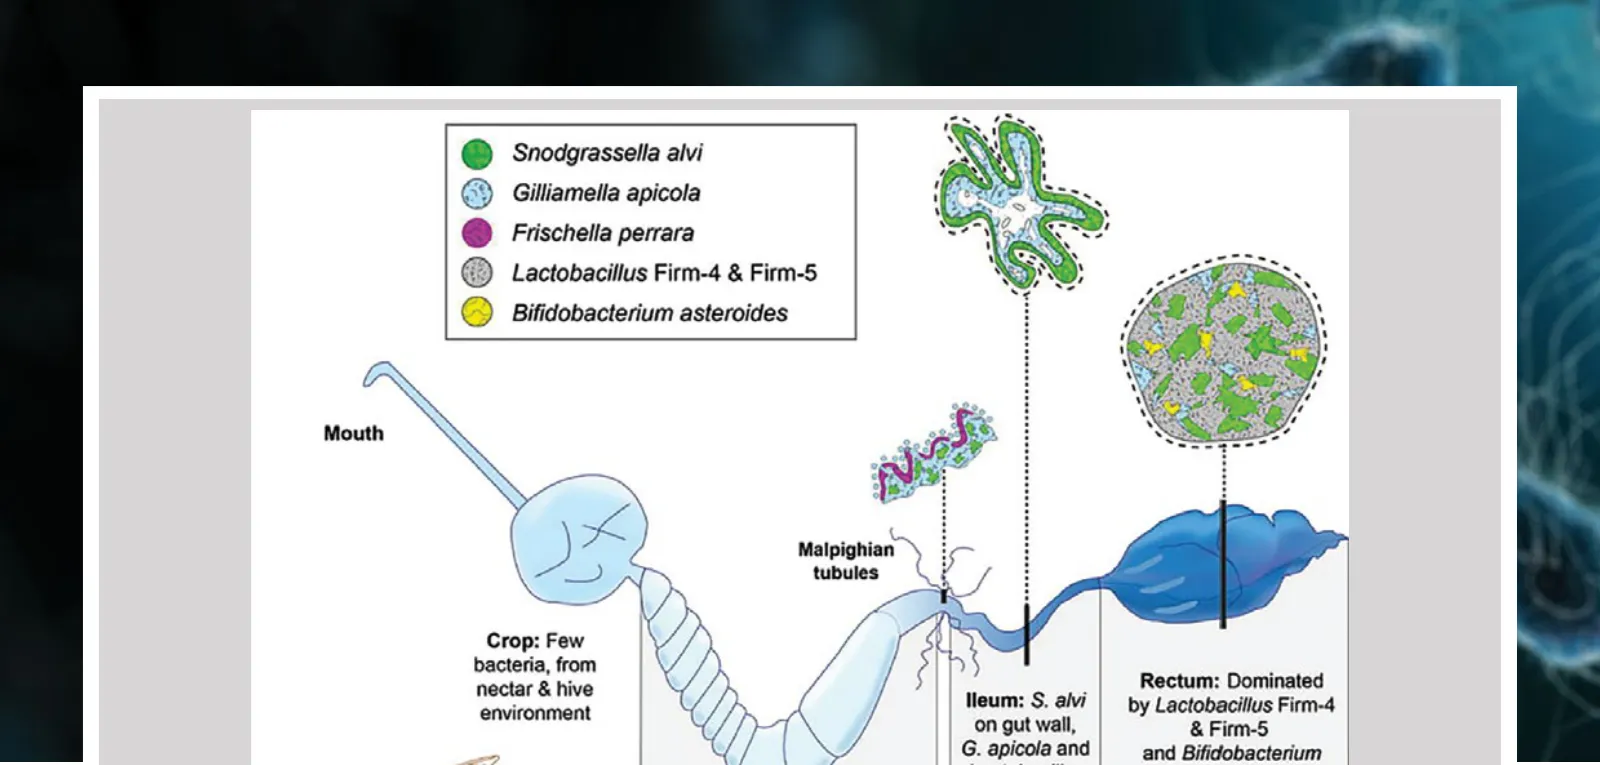 Snodgrassella alvi
Gilliamella apicola
Frischella perrara
Lactobacillus Firm-4 & Firm-5
Bifidobacterium asteroides
Mouth
Malpighian
tubules
Crop: Few
bacteria, from
nectar & hive
environment
Ileum: S. alvi
on gut wall,
G. apicola and
Rectum: Dominated
by Lactobacillus Firm-4
& Firm-5
and Bifidobacterium